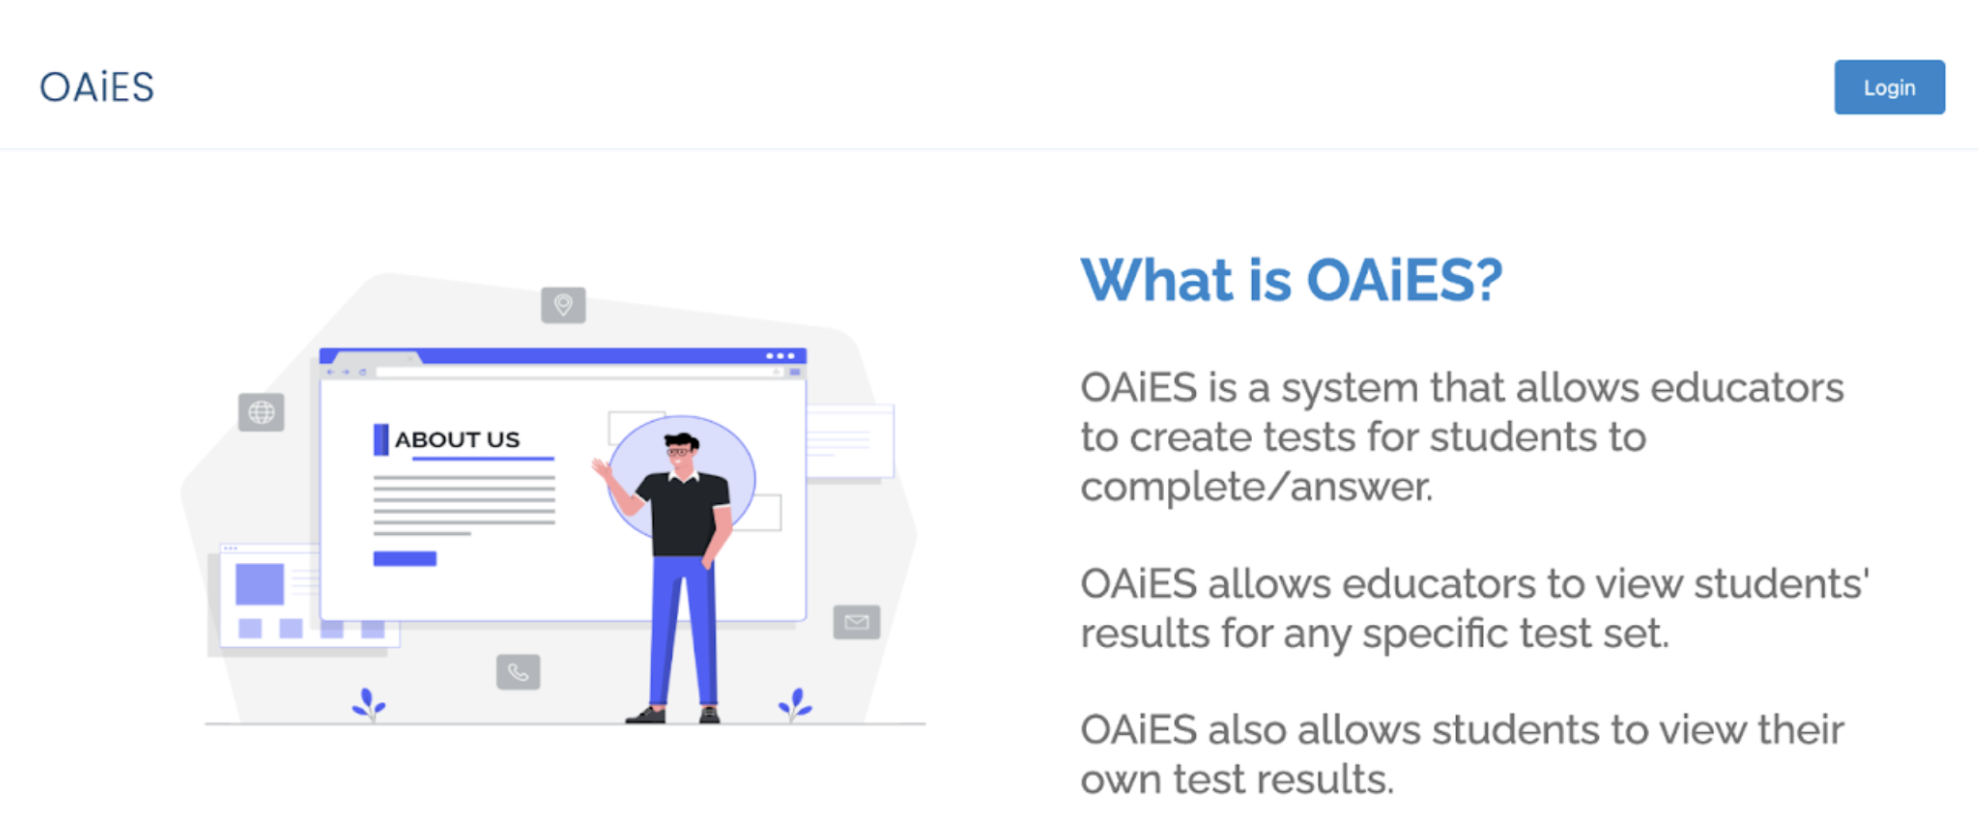 OAiES
Login
What is OAiES?
OAiES is a system that allows educators
to create tests for students to
complete/answer.
OAiES allows educators to view students'
results for any specific test set.
OAiES also allows students to view their
own test results.
ABOUT US